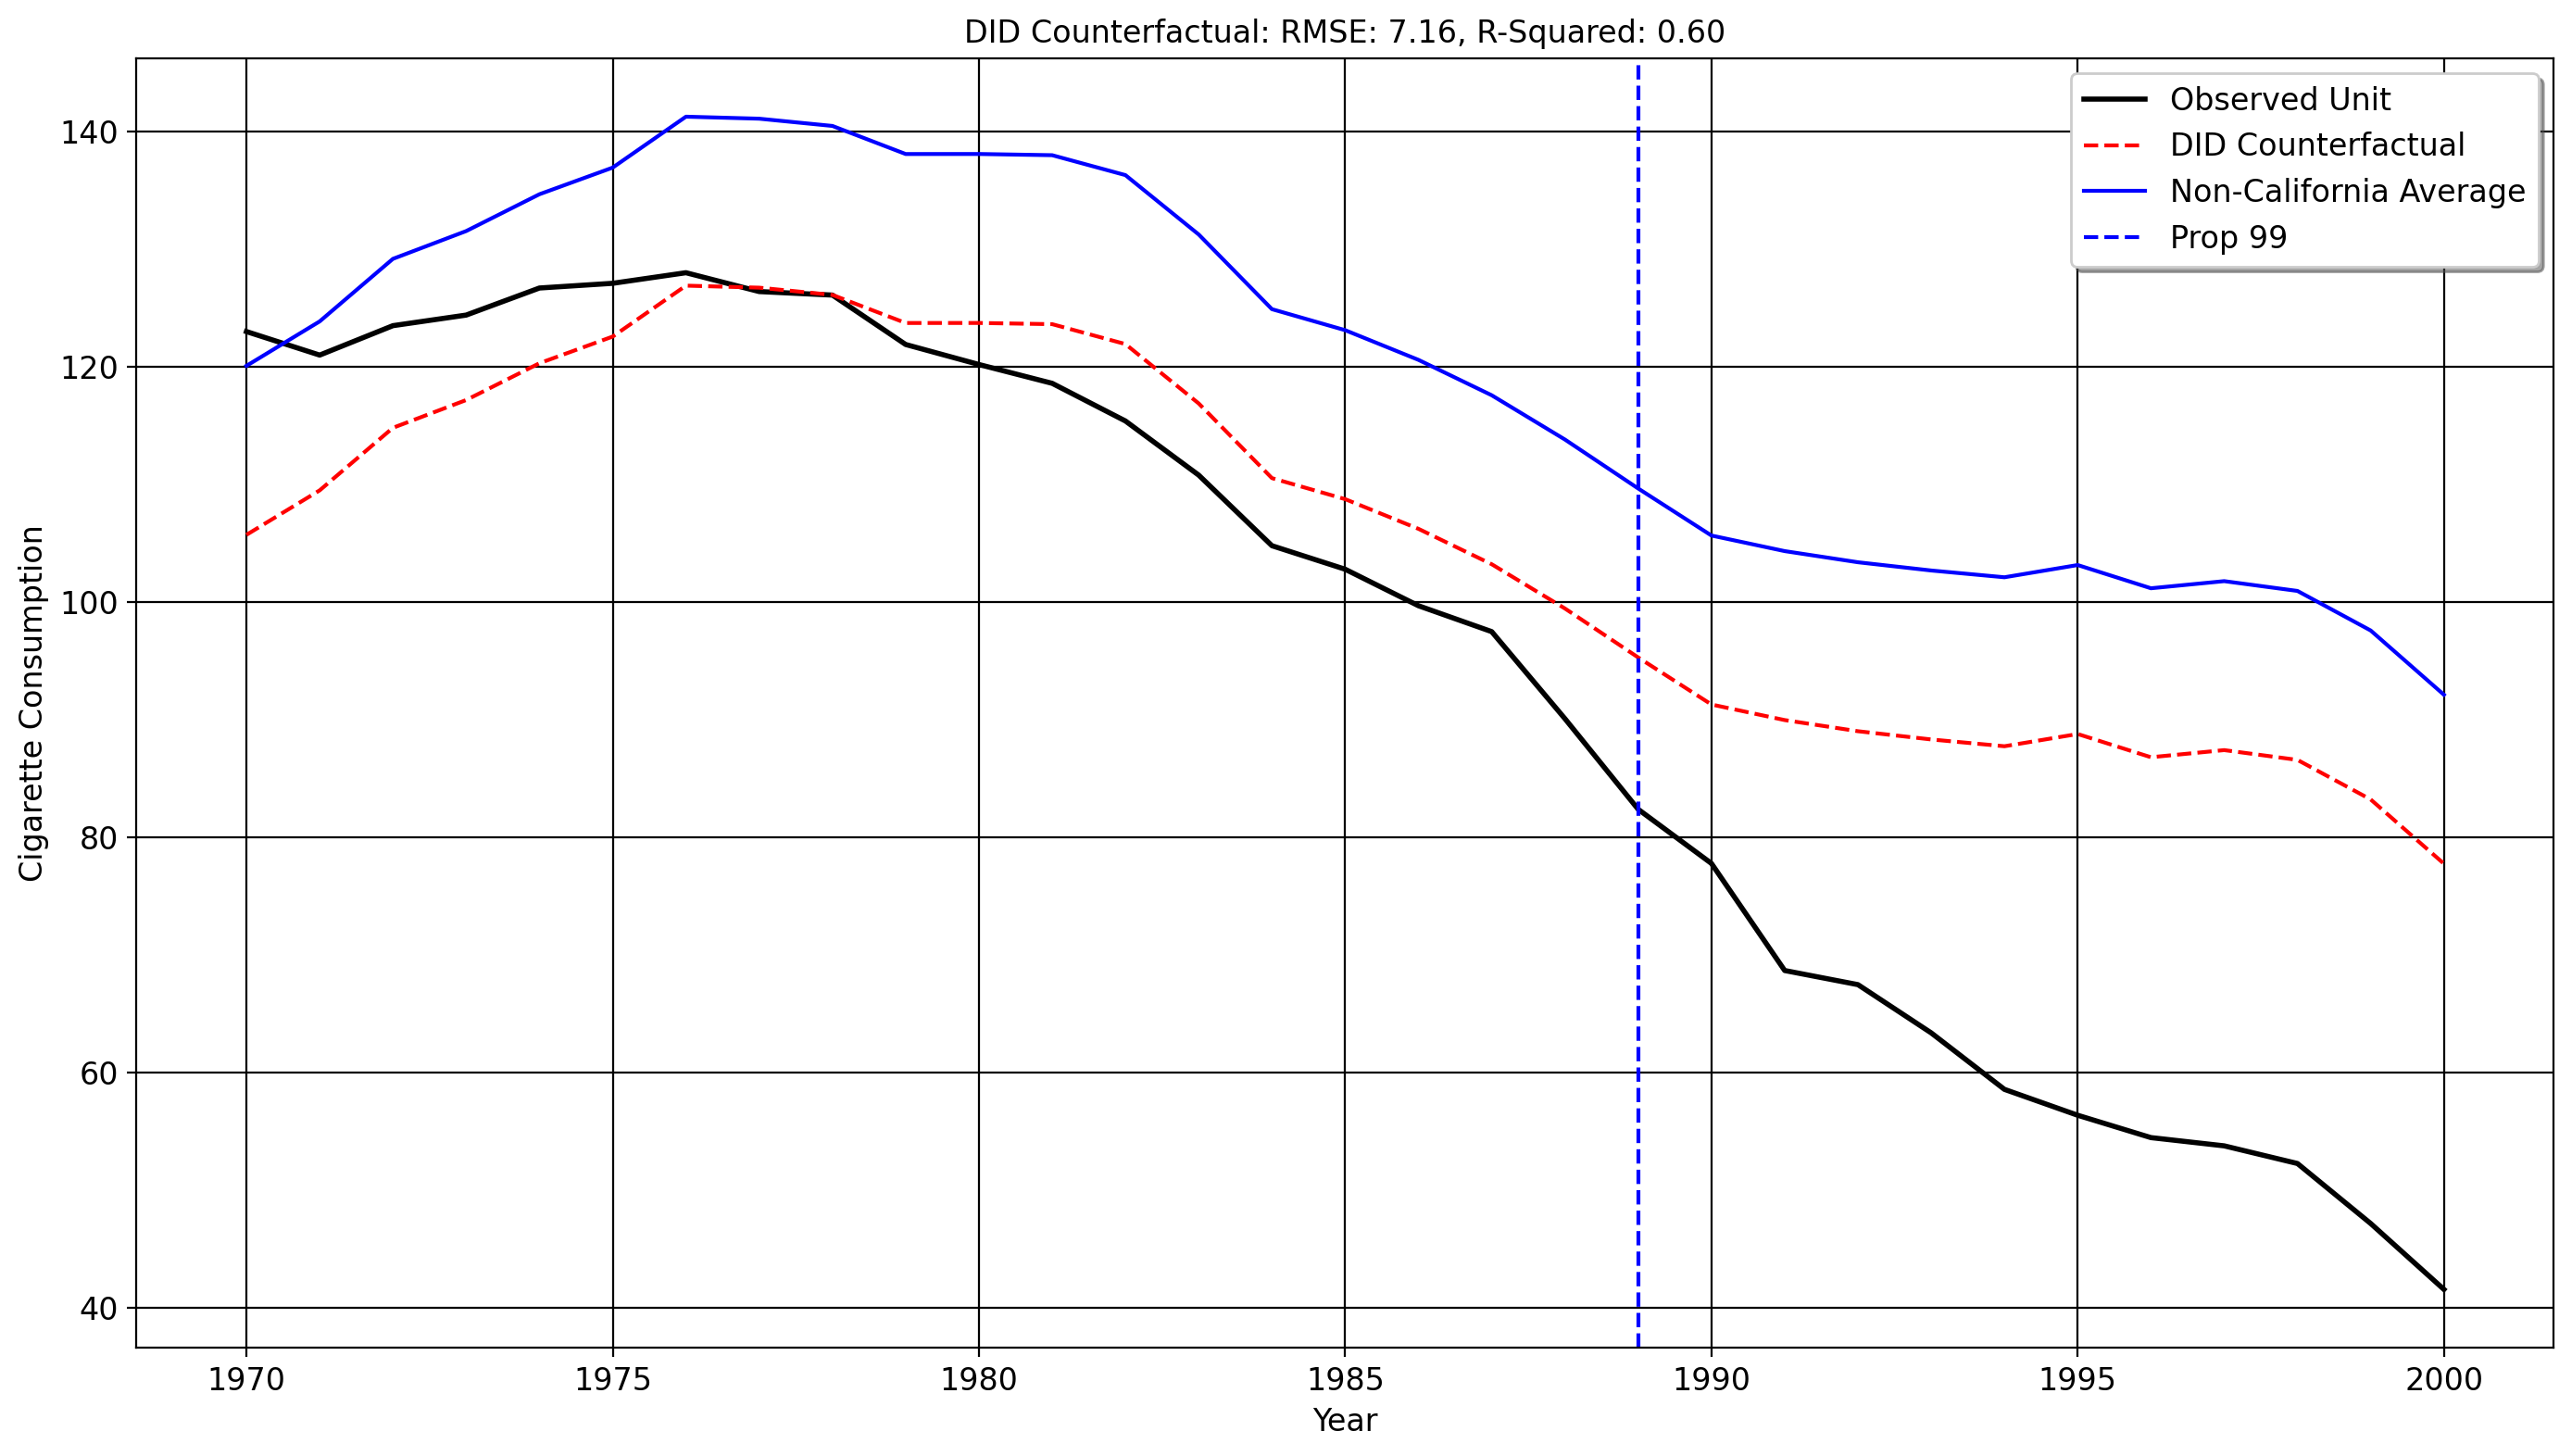 DID Counterfactual: RMSE: 7.16, R-Squared: 0.60
Observed Unit
DID Counterfactual
Non-California Average
Prop 99
Cigarette Consumption
140
120
100
80
60
40
1970 1975 1980 1985 1990 1995 2000
Year